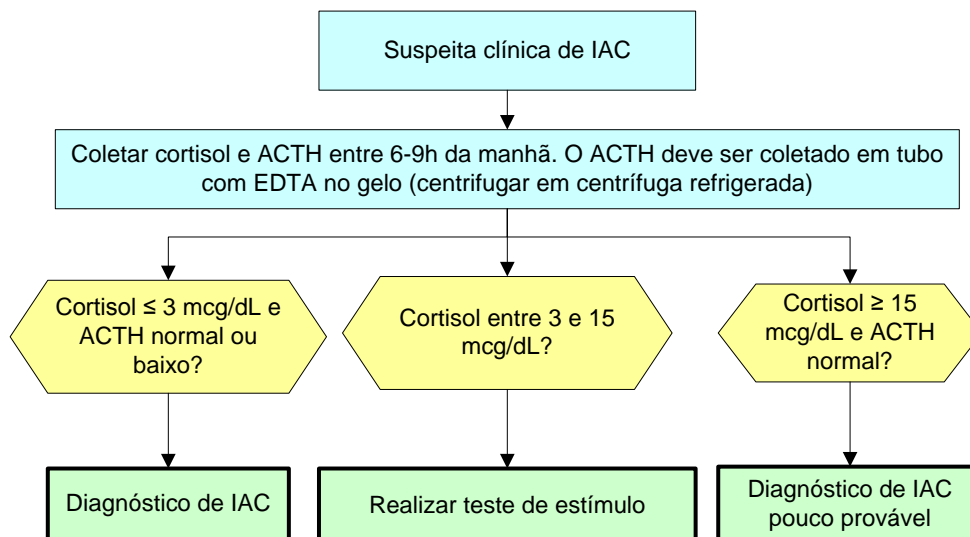 Suspeita clínica de IAC
Coletar cortisol e ACTH entre 6-9h da manhã. O ACTH deve ser coletado em tubo
com EDTA no gelo (centrifugar em centrífuga refrigerada)
Cortisol ≤ 3 mcg/dL e
ACTH normal ou
baixo?
Cortisol entre 3 e 15
mcg/dL?
Cortisol ≥ 15
mcg/dL e ACTH
normal?
Diagnóstico de IAC
Realizar teste de estímulo
Diagnóstico de IAC
pouco provável